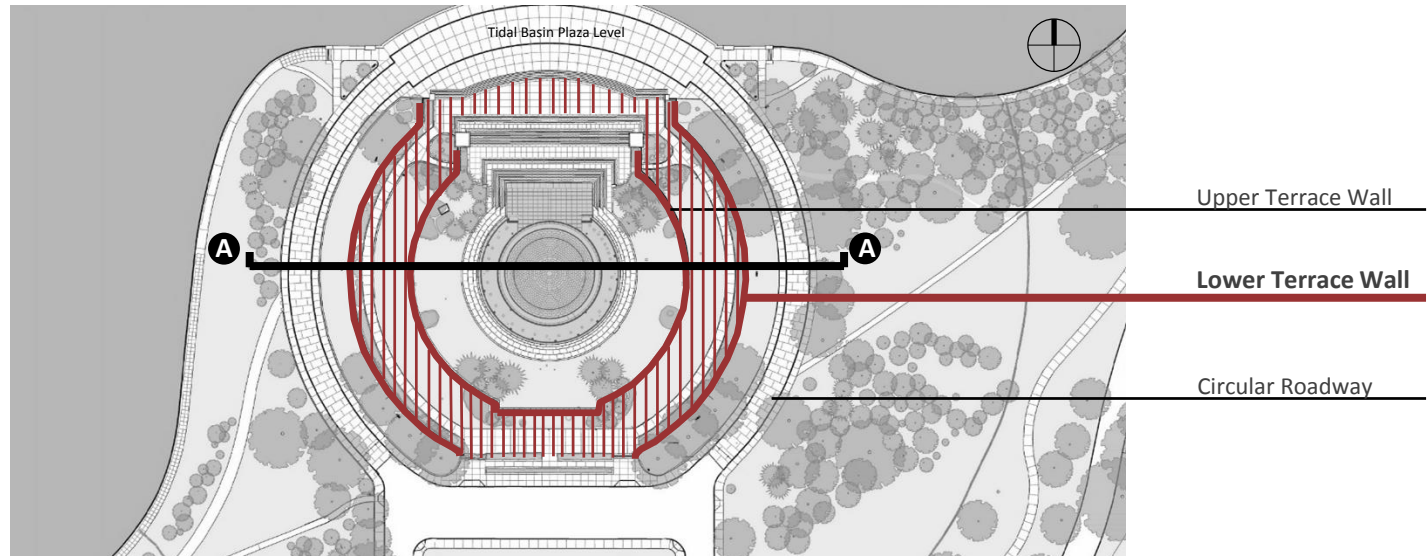 Tidal Basin Plaza Level
Upper Terrace Wall
A
A
Lower Terrace Wall
Circular Roadway